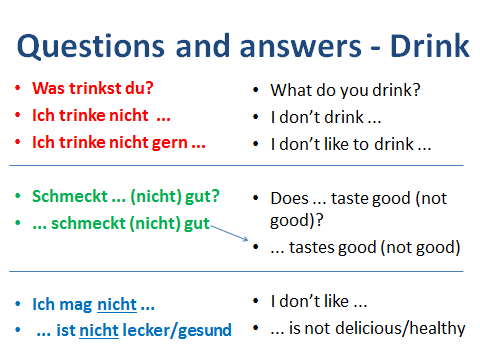 Questions and answers - Drink
• Was trinkst du?
• Ich trinke nicht ...
• Ich trinke nicht gern ...
• What do you drink?
• I don't drink ...
• I don't like to drink ...
• Schmeckt ... (nicht) gut?
• ... schmeckt (nicht) gut
• Does ... taste good (not
good)?
• ... tastes good (not good)
• Ich mag nicht ...
• ... ist nicht lecker/gesund
• I don't like ...
• ... is not delicious/healthy